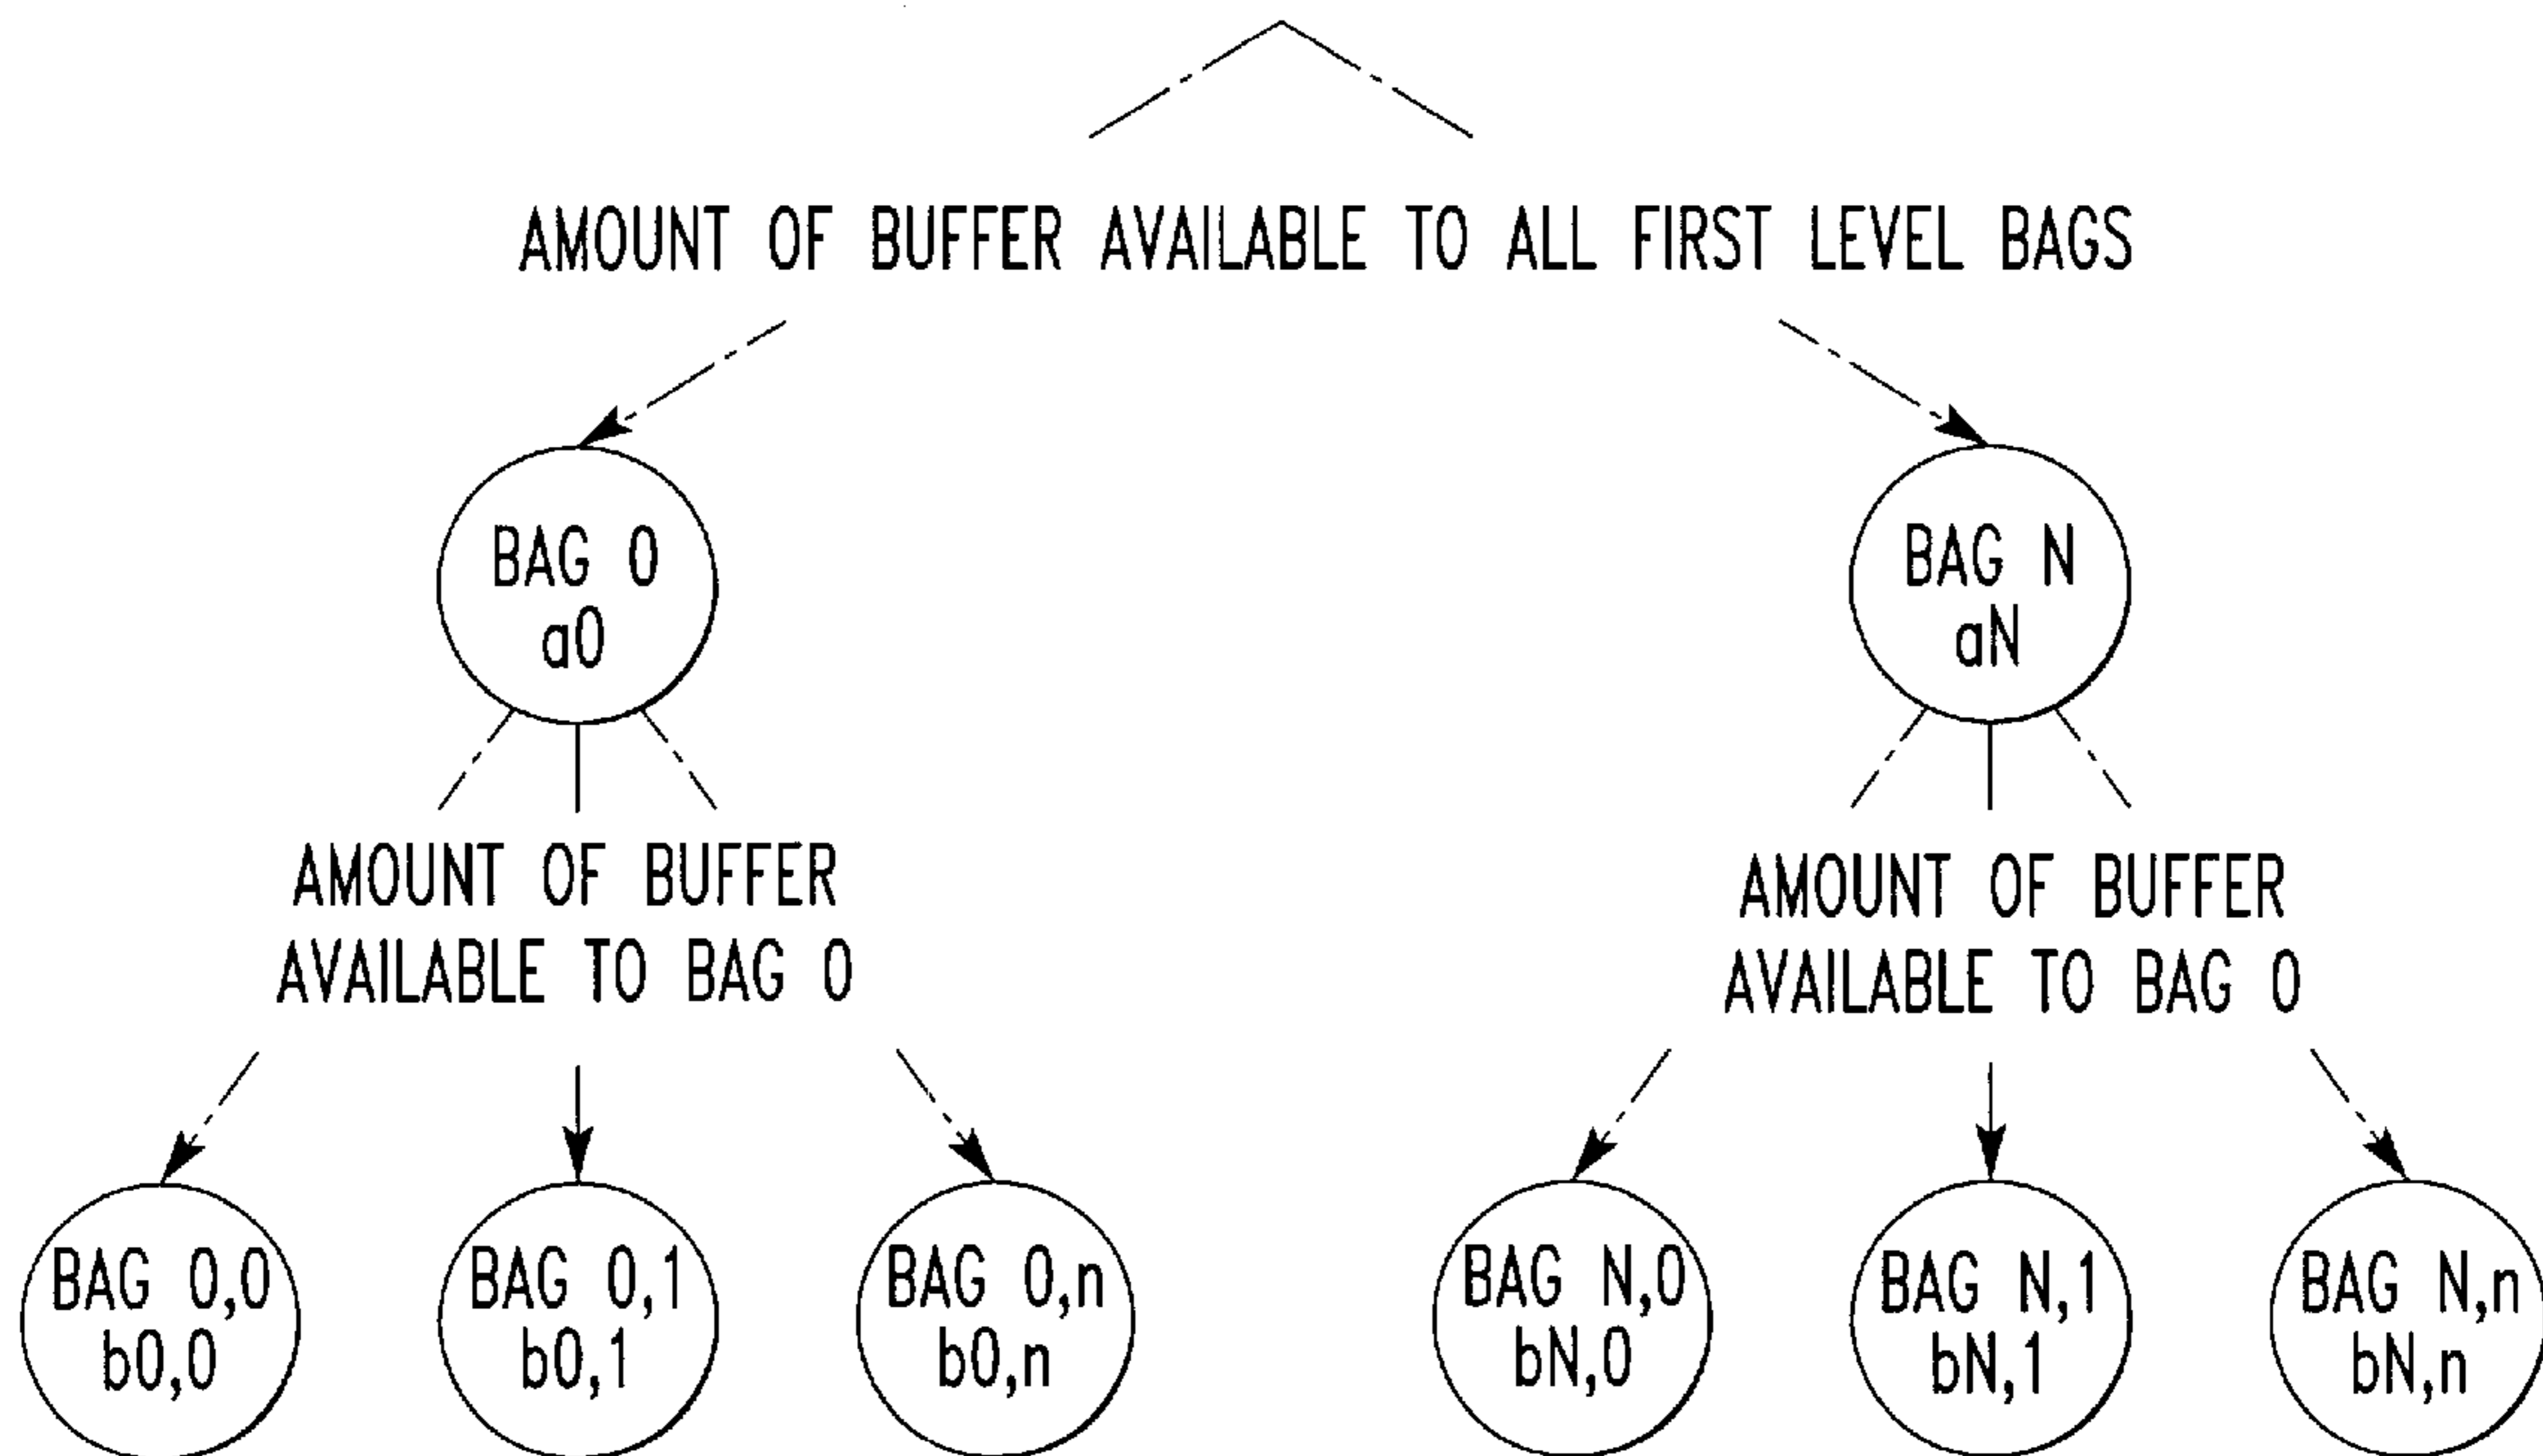 AMOUNT OF BUFFER AVAILABLE TO ALL FIRST LEVEL BAGS
BAG 0
a0
BAG N
aN
AMOUNT OF BUFFER
AVAILABLE TO BAG 0
AMOUNT OF BUFFER
AVAILABLE TO BAG 0
BAG 0,0
b0,0
BAG 0,1
b0,1
BAG 0,n
b0,n
BAG N,0
bN,0
BAG N,1
bN,1
BAG N,n
bN,n